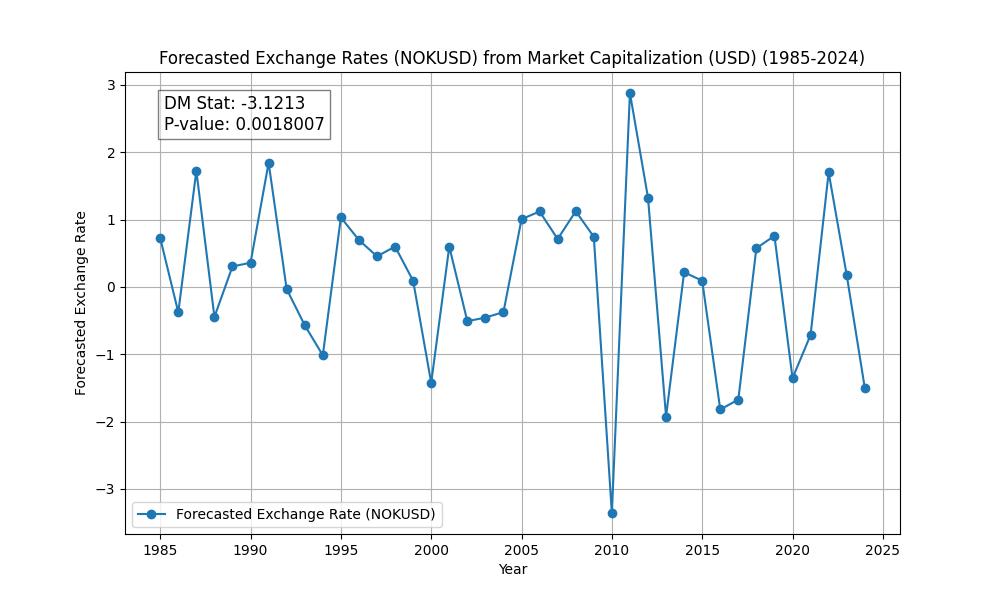 Forecasted Exchange Rates (NOKUSD) from Market Capitalization (USD) (1985-2024)
DM Stat: -3.1213
P-value: 0.0018007
3
2
1
0
−1
−2
−3
Forecasted Exchange Rate
Forecasted Exchange Rate (NOKUSD)
1985 1990 1995 2000 2005 2010 2015 2020 2025
Year